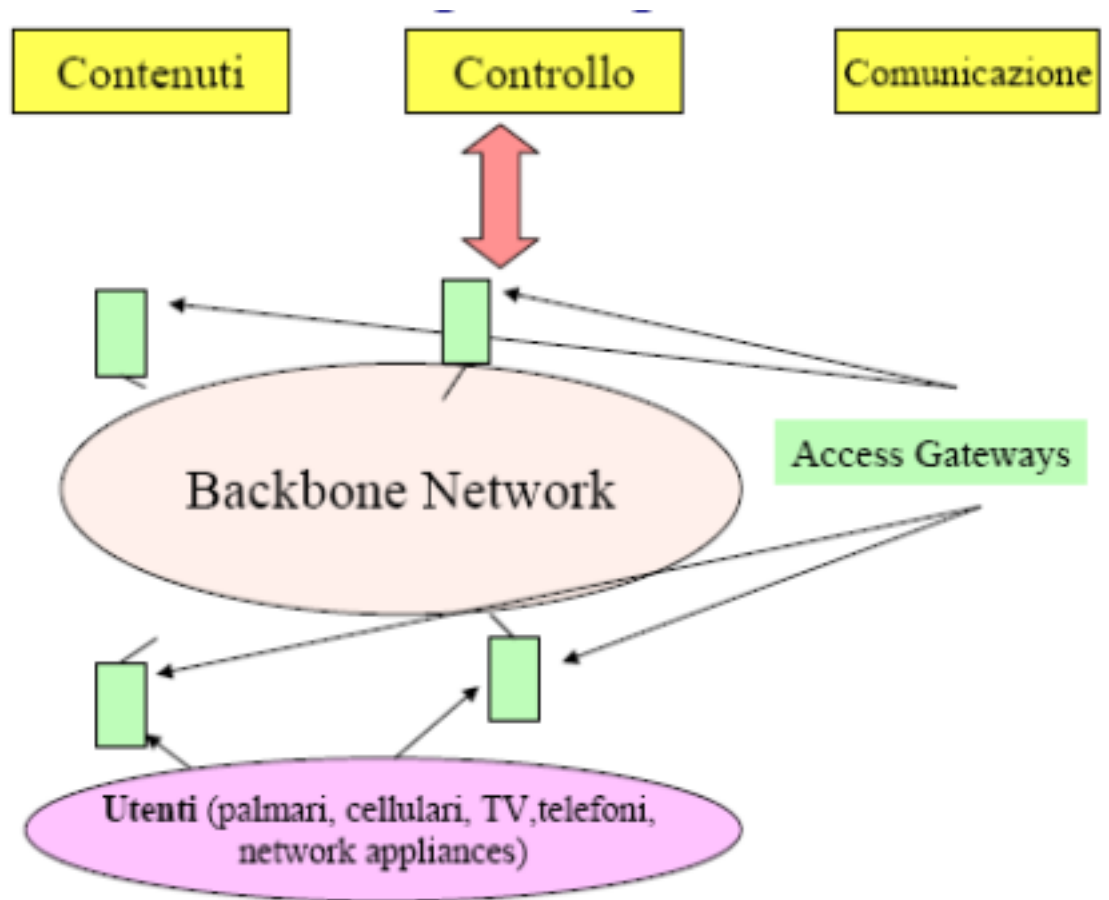 Contenuti
Controllo
Comunicazione
Access Gateways
Backbone Network
Utenti (palmari, cellulari, TV,telefoni,
network appliances)